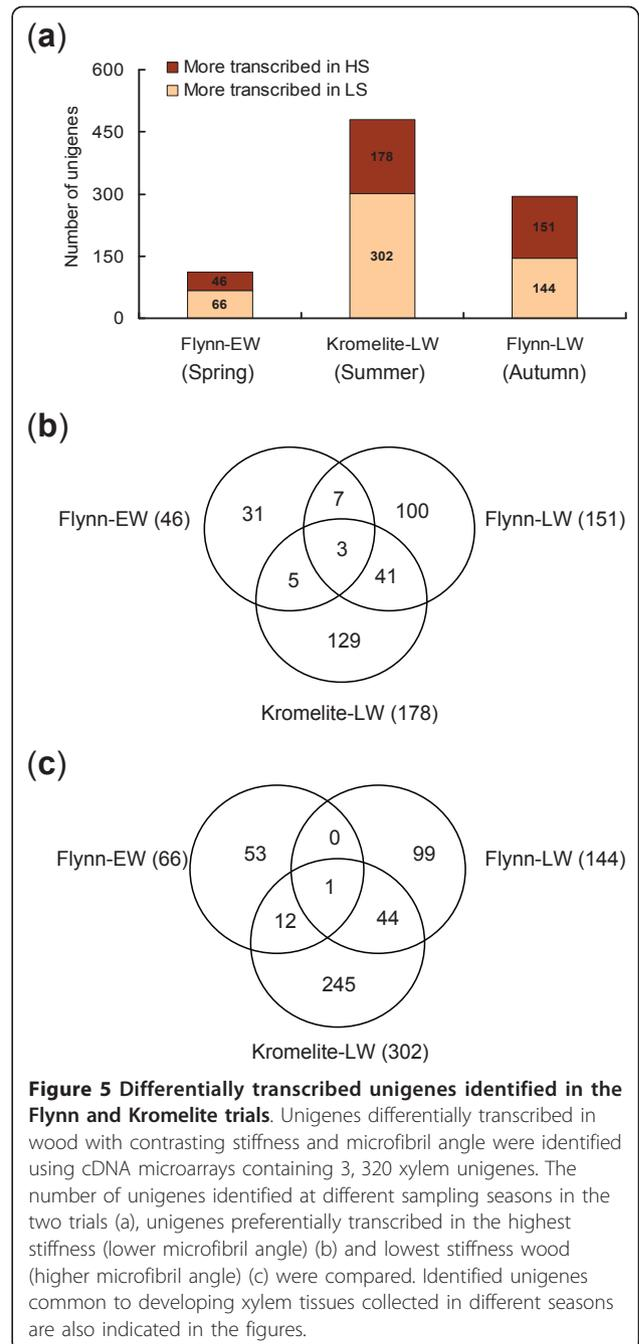 (a)
600
450
300
150
0
Number of unigenes
More transcribed in HS
More transcribed in LS
46
66
178
302
151
144
Flynn-EW
(Spring)
Kromelite-LW
(Summer)
Flynn-LW
(Autumn)
(b)
Flynn-EW (46)
31
7
100
Flynn-LW (151)
3
5
41
129
Kromelite-LW (178)
(c)
Flynn-EW (66)
53
0
99
Flynn-LW (144)
1
12
44
245
Kromelite-LW (302)
Figure 5 Differentially transcribed unigenes identified in the
Flynn and Kromelite trials. Unigenes differentially transcribed in
wood with contrasting stiffness and microfibril angle were identified
using cDNA microarrays containing 3, 320 xylem unigenes. The
number of unigenes identified at different sampling seasons in the
two trials (a), unigenes preferentially transcribed in the highest
stiffness (lower microfibril angle) (b) and lowest stiffness wood
(higher microfibril angle) (c) were compared. Identified unigenes
common to developing xylem tissues collected in different seasons
are also indicated in the figures.